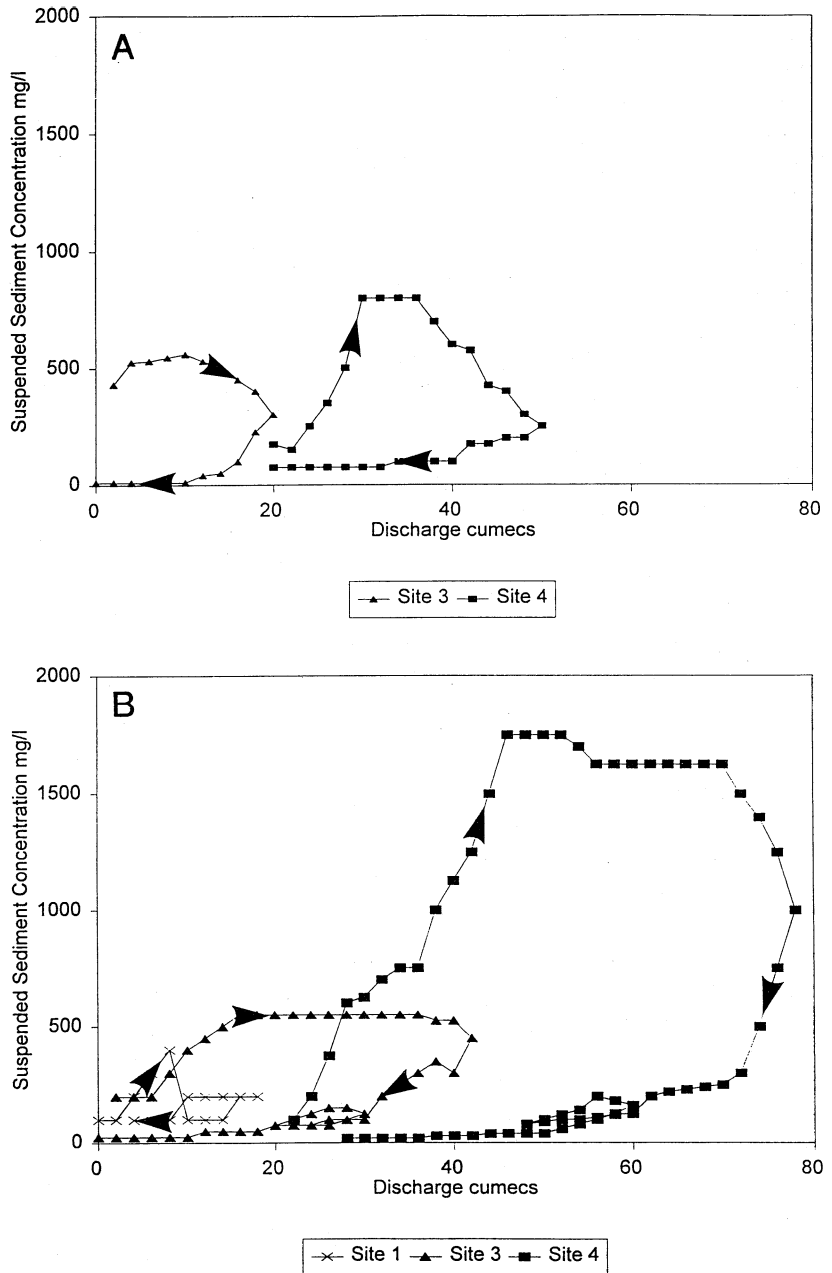 A
Suspended Sediment Concentration mg/l
2000
1500
1000
500
0
0 20 40 60 80
Discharge cumecs
Site 3 Site 4
B
Suspended Sediment Concentration mg/l
2000
1500
1000
500
0
0 20 40 60 80
Discharge cumecs
Site 1 Site 3 Site 4